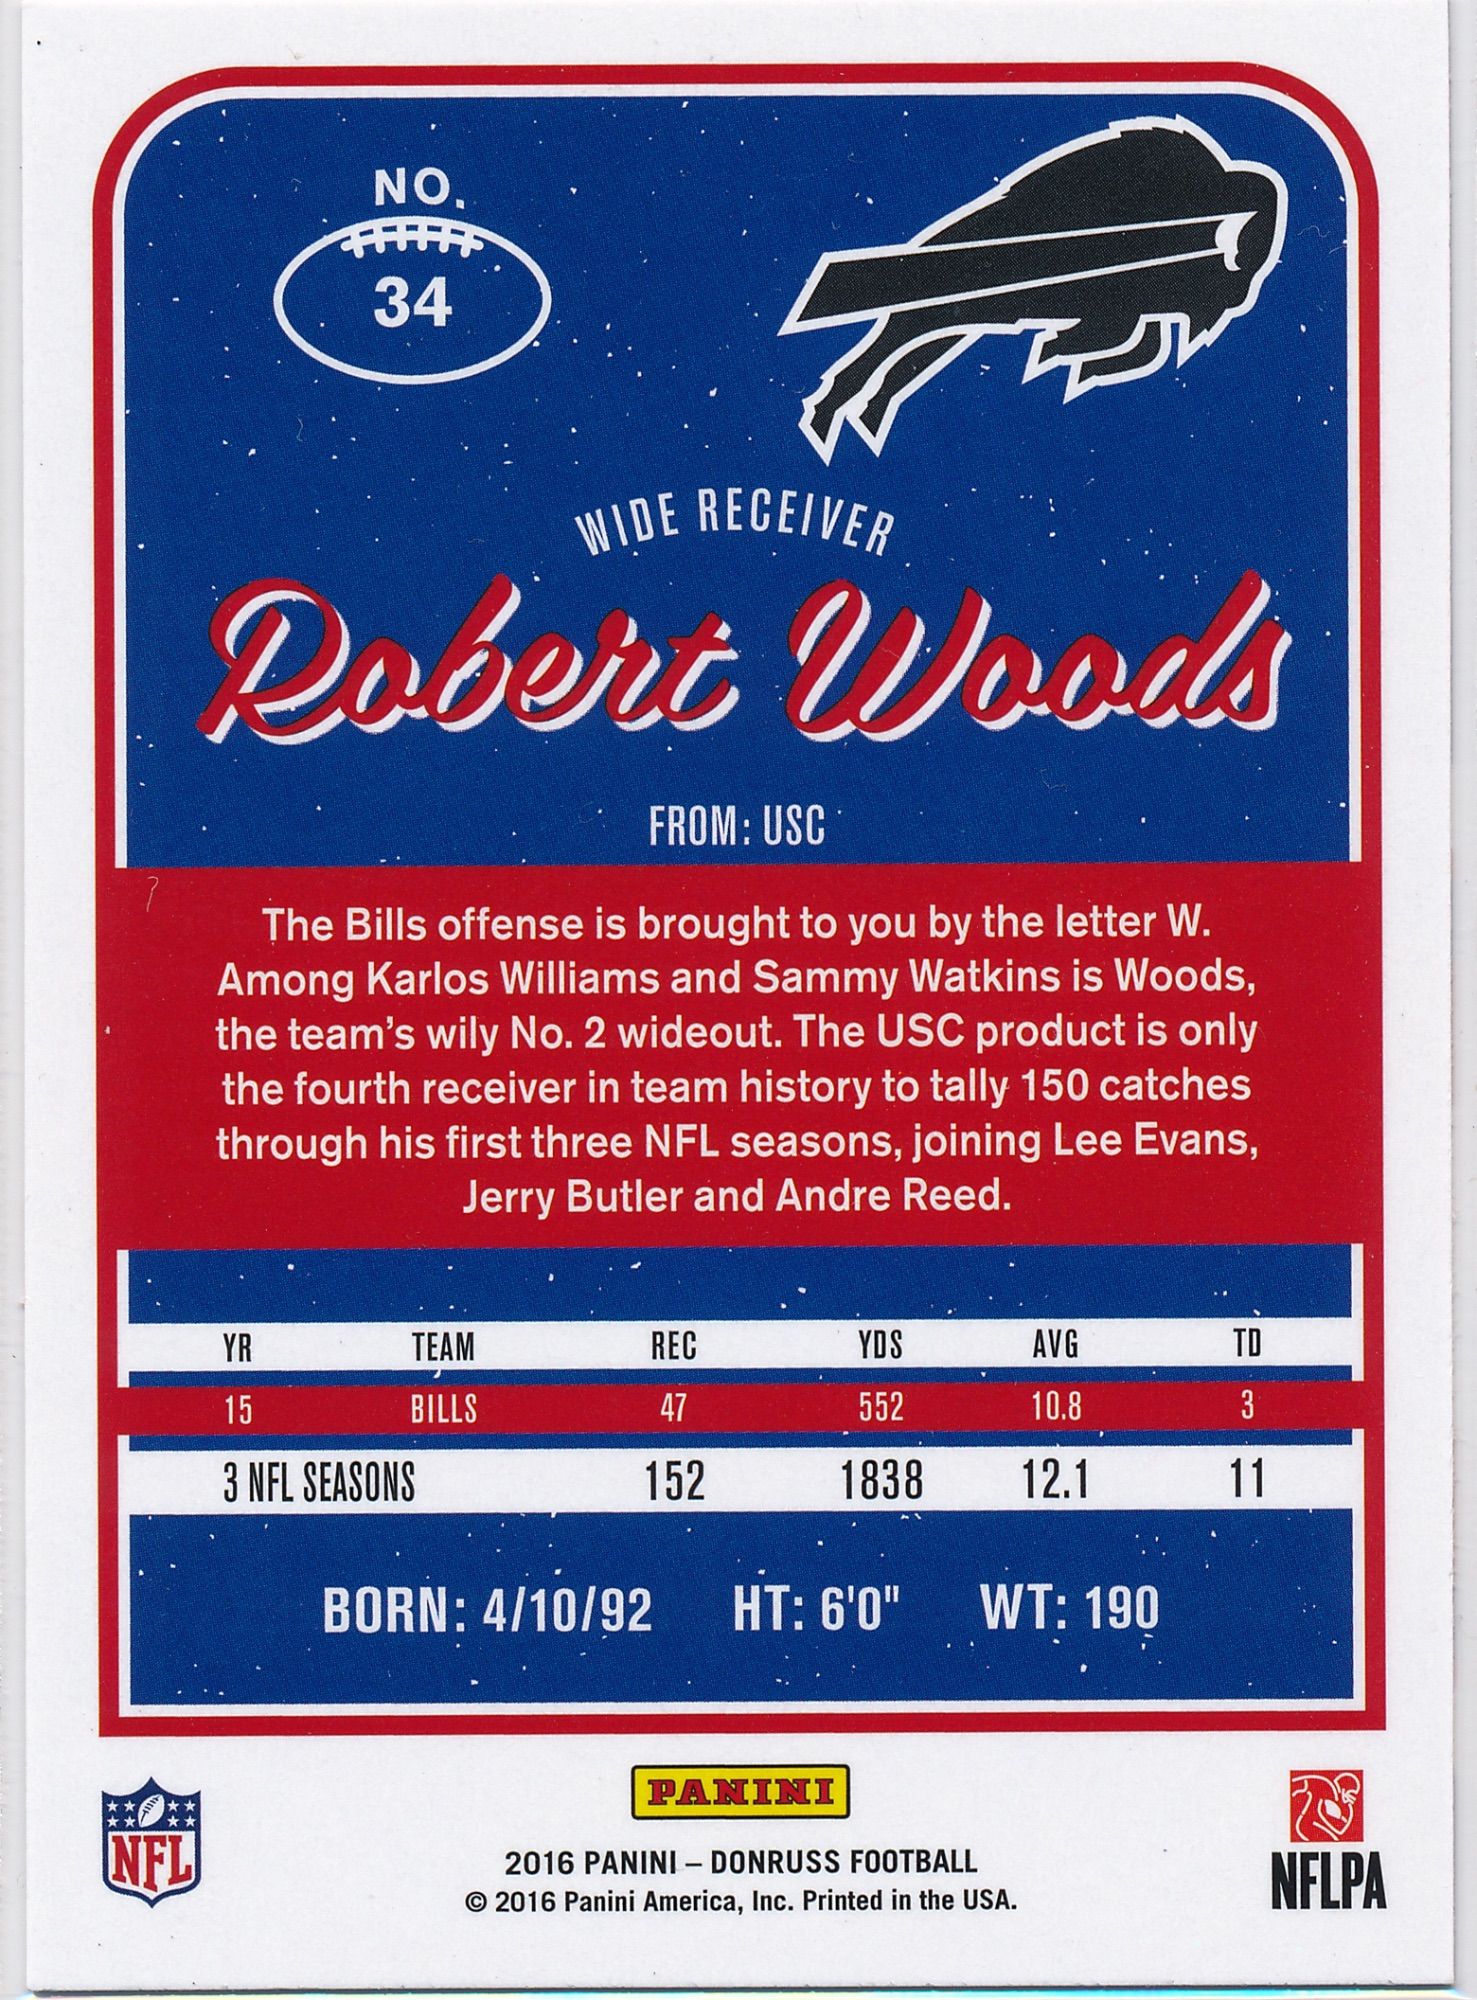 NO.
34
WIDE RECEIVER
Robert Woods
FROM: USC
The Bills offense is brought to you by the letter W.
Among Karlos Williams and Sammy Watkins is Woods,
the team's wily No. 2 wideout. The USC product is only
the fourth receiver in team history to tally 150 catches
through his first three NFL seasons, joining Lee Evans,
Jerry Butler and Andre Reed.
YR TEAM REC YDS AVG TD
15 BILLS 47 552 10.8 3
3 NFL SEASONS 152 1838 12.1 11
BORN: 4/10/92 HT: 6'0" WT: 190
PANINI
NFL
2016 PANINI – DONRUSS FOOTBALL
© 2016 Panini America, Inc. Printed in the USA.
NFLPA